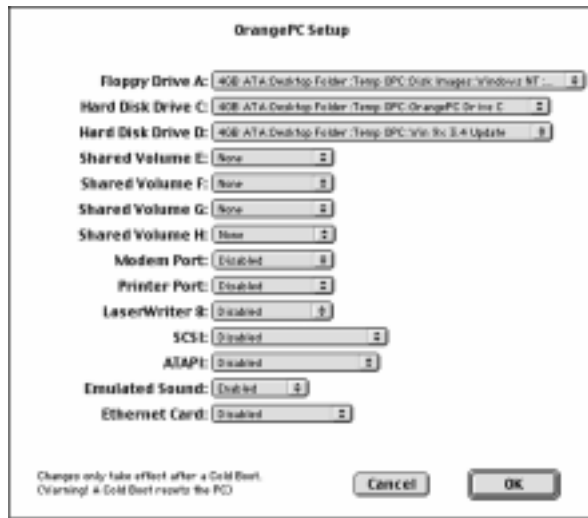 OrangePC Setup
Floppy Drive A: 4GB ATA:Desktop Folder:Temp OPC:Disk Images:Windows NT :...
Hard Disk Drive C: 4GB ATA:Desktop Folder:Temp OPC:OrangePC Drive C
Hard Disk Drive D: 4GB ATA:Desktop Folder:Temp OPC:Win 9x 3.4 Update
Shared Volume E: None
Shared Volume F: None
Shared Volume G: None
Shared Volume H: None
Modem Port: Disabled
Printer Port: Disabled
LaserWriter 8: Disabled
SCSI: Disabled
ATAPI: Disabled
Emulated Sound: Enabled
Ethernet Card: Disabled
Changes only take effect after a Cold Boot.
(Warning! A Cold Boot resets the PC)
Cancel
OK